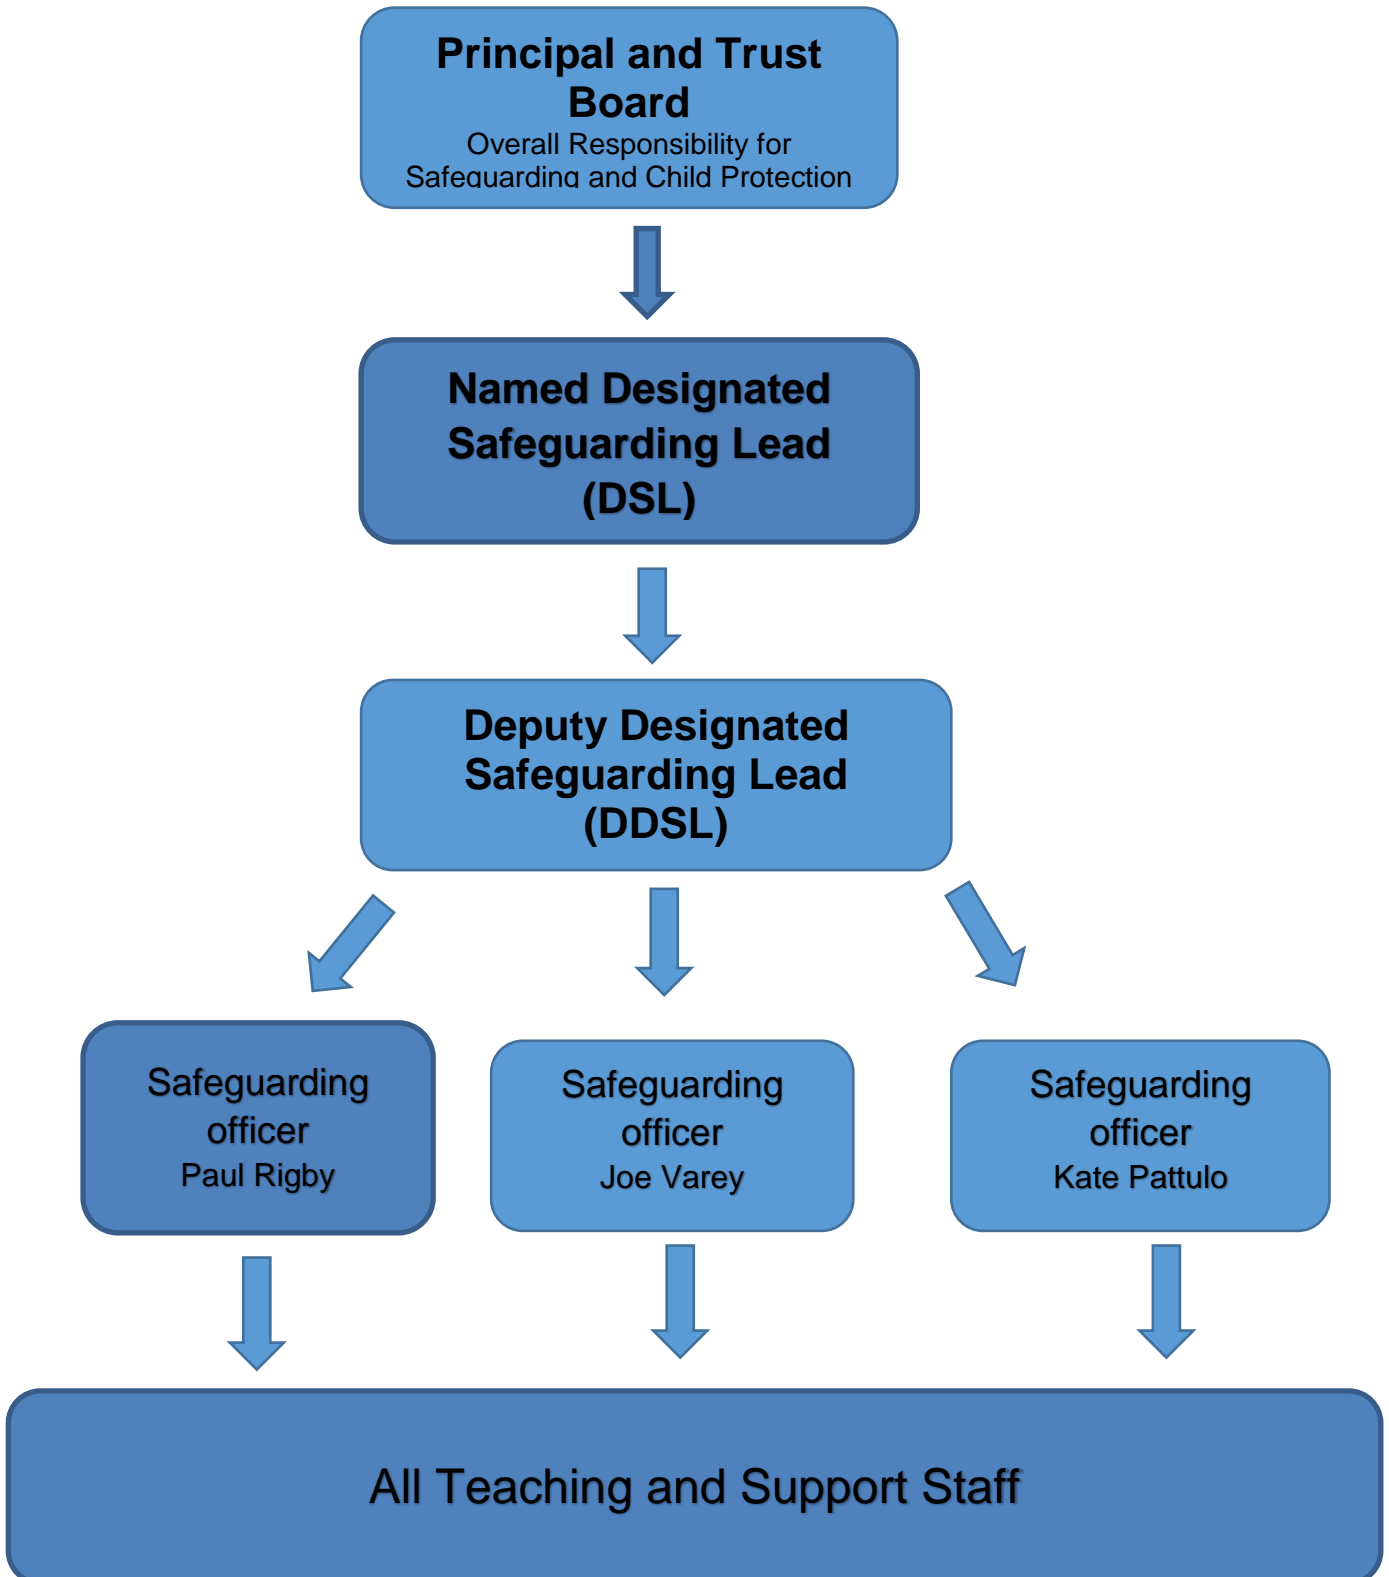 Principal and Trust
Board
Overall Responsibility for
Safeguarding and Child Protection
Named Designated
Safeguarding Lead
(DSL)
Deputy Designated
Safeguarding Lead
(DDSL)
Safeguarding
officer
Paul Rigby
Safeguarding
officer
Joe Varey
Safeguarding
officer
Kate Pattulo
All Teaching and Support Staff